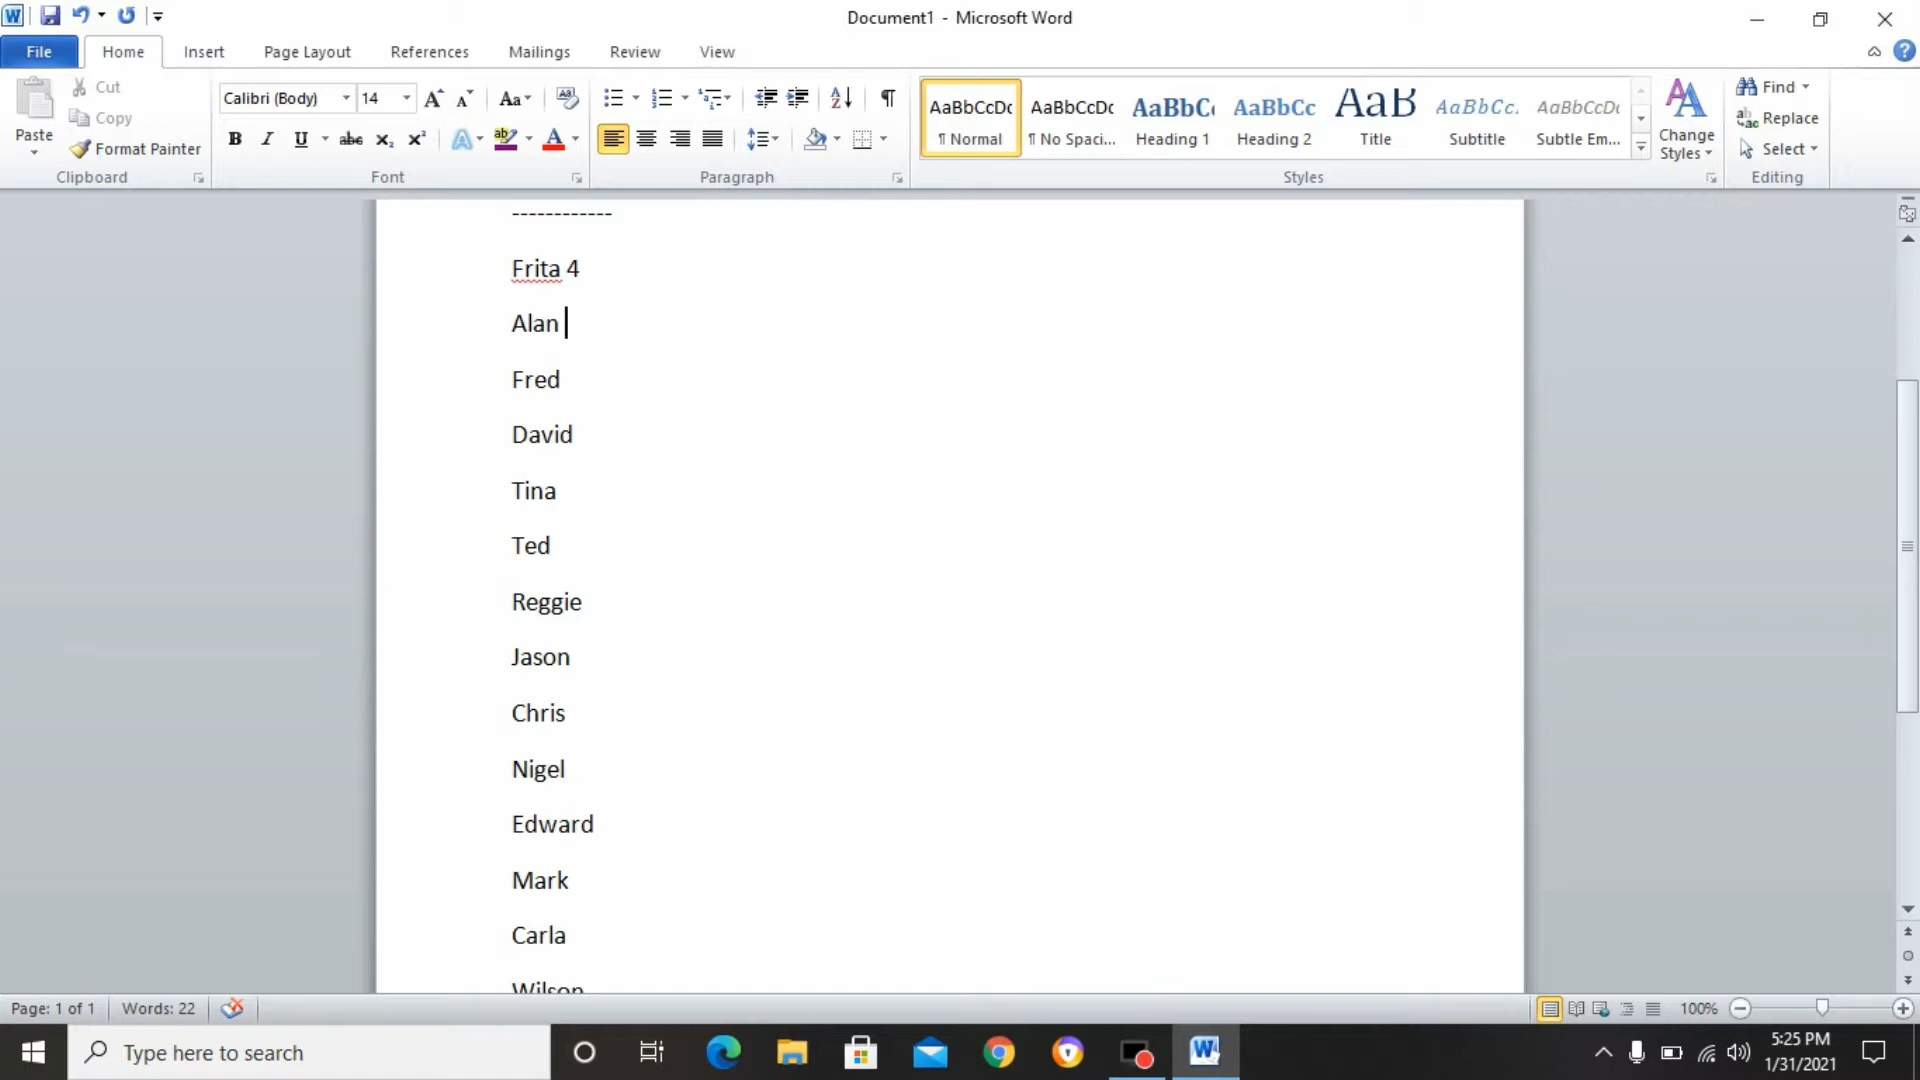 Document1 - Microsoft Word
File Home Insert Page Layout References Mailings Review View
Paste
Cut
Copy
Format Painter
Clipboard
Calibri (Body) 14
Font
Paragraph
AaBbCcDc AaBbCcDc AaBbC AaBbCc AaB AaBbCc. AaBbCcDc
¶ Normal ¶ No Spaci... Heading 1 Heading 2 Title Subtitle Subtle Em...
Change Styles
Styles
Find
Replace
Select
Editing
------------
Frita 4
Alan
Fred
David
Tina
Ted
Reggie
Jason
Chris
Nigel
Edward
Mark
Carla
Wilson
Page: 1 of 1 Words: 22 100%
Type here to search
5:25 PM
1/31/2021